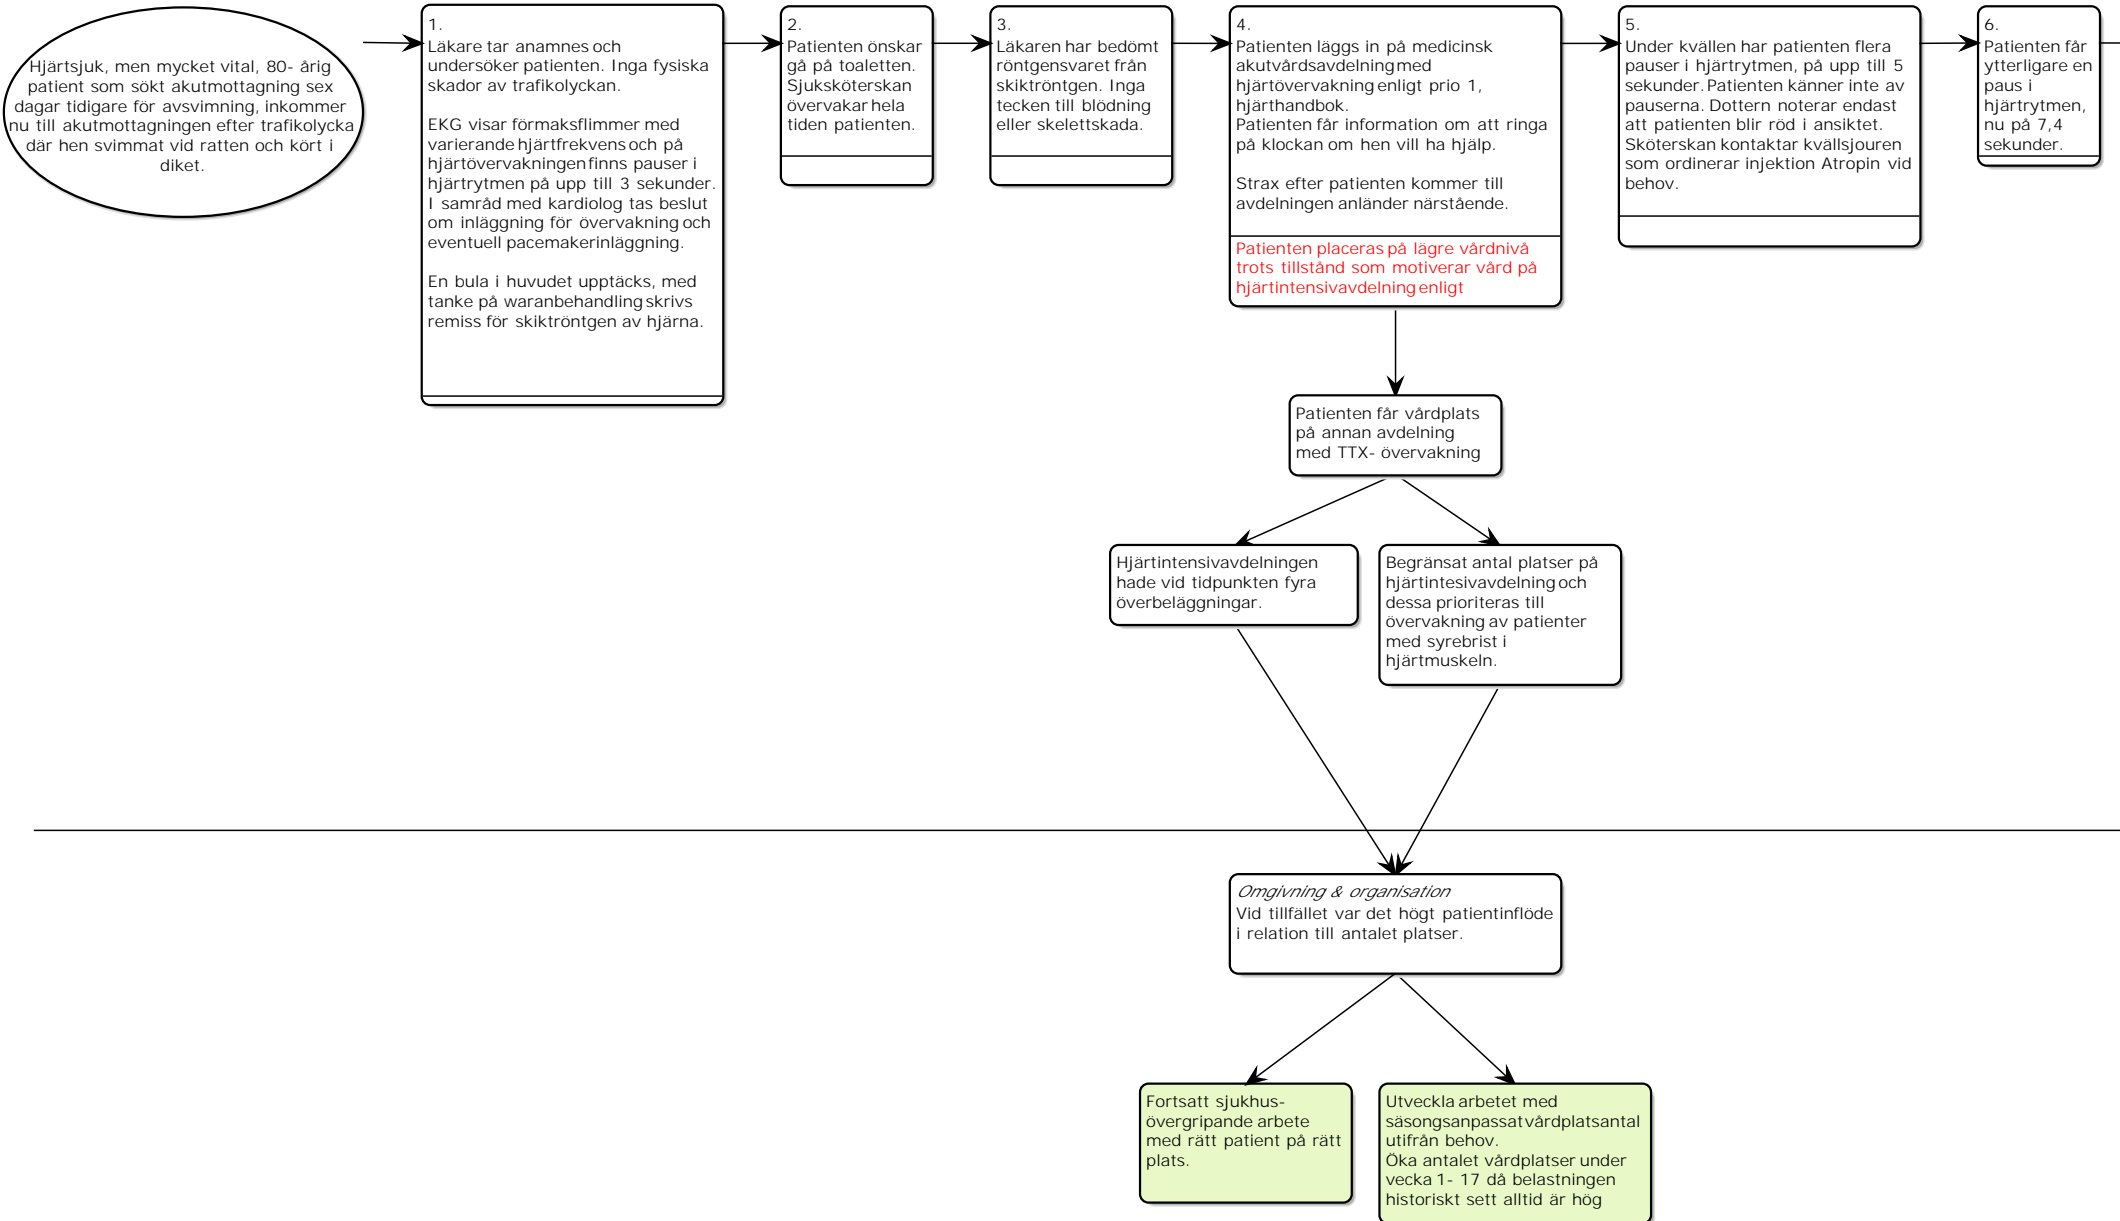 Hjärtsjuk, men mycket vital, 80- årig
patient som sökt akutmottagning sex
dagar tidigare för avsvimning, inkommer
nu till akutmottagningen efter trafikolycka
där hen svimmat vid ratten och kört i
diket.
1.
Läkare tar anamnes och
undersöker patienten. Inga fysiska
skador av trafikolyckan.
EKG visar förmaksflimmer med
varierande hjärtfrekvens och på
hjärtövervakningen finns pauser i
hjärtrytmen på upp till 3 sekunder.
I samråd med kardiolog tas beslut
om inläggning för övervakning och
eventuell pacemakerinläggning.
En bula i huvudet upptäcks, med
tanke på waranbehandling skrivs
remiss för skiktröntgen av hjärna.
2.
Patienten önskar
gå på toaletten.
Sjuksköterskan
övervakar hela
tiden patienten.
3.
Läkaren har bedömt
röntgensvaret från
skiktröntgen. Inga
tecken till blödning
eller skelettskada.
4.
Patienten läggs in på medicinsk
akutvårdsavdelning med
hjärtövervakning enligt prio 1,
hjärthandbok.
Patienten får information om att ringa
på klockan om hen vill ha hjälp.
Strax efter patienten kommer till
avdelningen anländer närstående.
Patienten placeras på lägre vårdnivå
trots tillstånd som motiverar vård på
hjärtintensivavdelning enligt
5.
Under kvällen har patienten flera
pauser i hjärtrytmen, på upp till 5
sekunder. Patienten känner inte av
pauserna. Dottern noterar endast
att patienten blir röd i ansiktet.
Sköterskan kontaktar kvällsjouren
som ordinerar injektion Atropin vid
behov.
6.
Patienten får
ytterligare en
paus i
hjärtrytmen,
nu på 7,4
sekunder.
Patienten får vårdplats
på annan avdelning
med TTX- övervakning
Hjärtintensivavdelningen
hade vid tidpunkten fyra
överbeläggningar.
Begränsat antal platser på
hjärtintesivavdelning och
dessa prioriteras till
övervakning av patienter
med syrebrist i
hjärtmuskeln.
Omgivning & organisation
Vid tillfället var det högt patientinflöde
i relation till antalet platser.
Fortsatt sjukhus-
övergripande arbete
med rätt patient på rätt
plats.
Utveckla arbetet med
säsongsanpassat vårdplatsantal
utifrån behov.
Öka antalet vårdplatser under
vecka 1- 17 då belastningen
historiskt sett alltid är hög